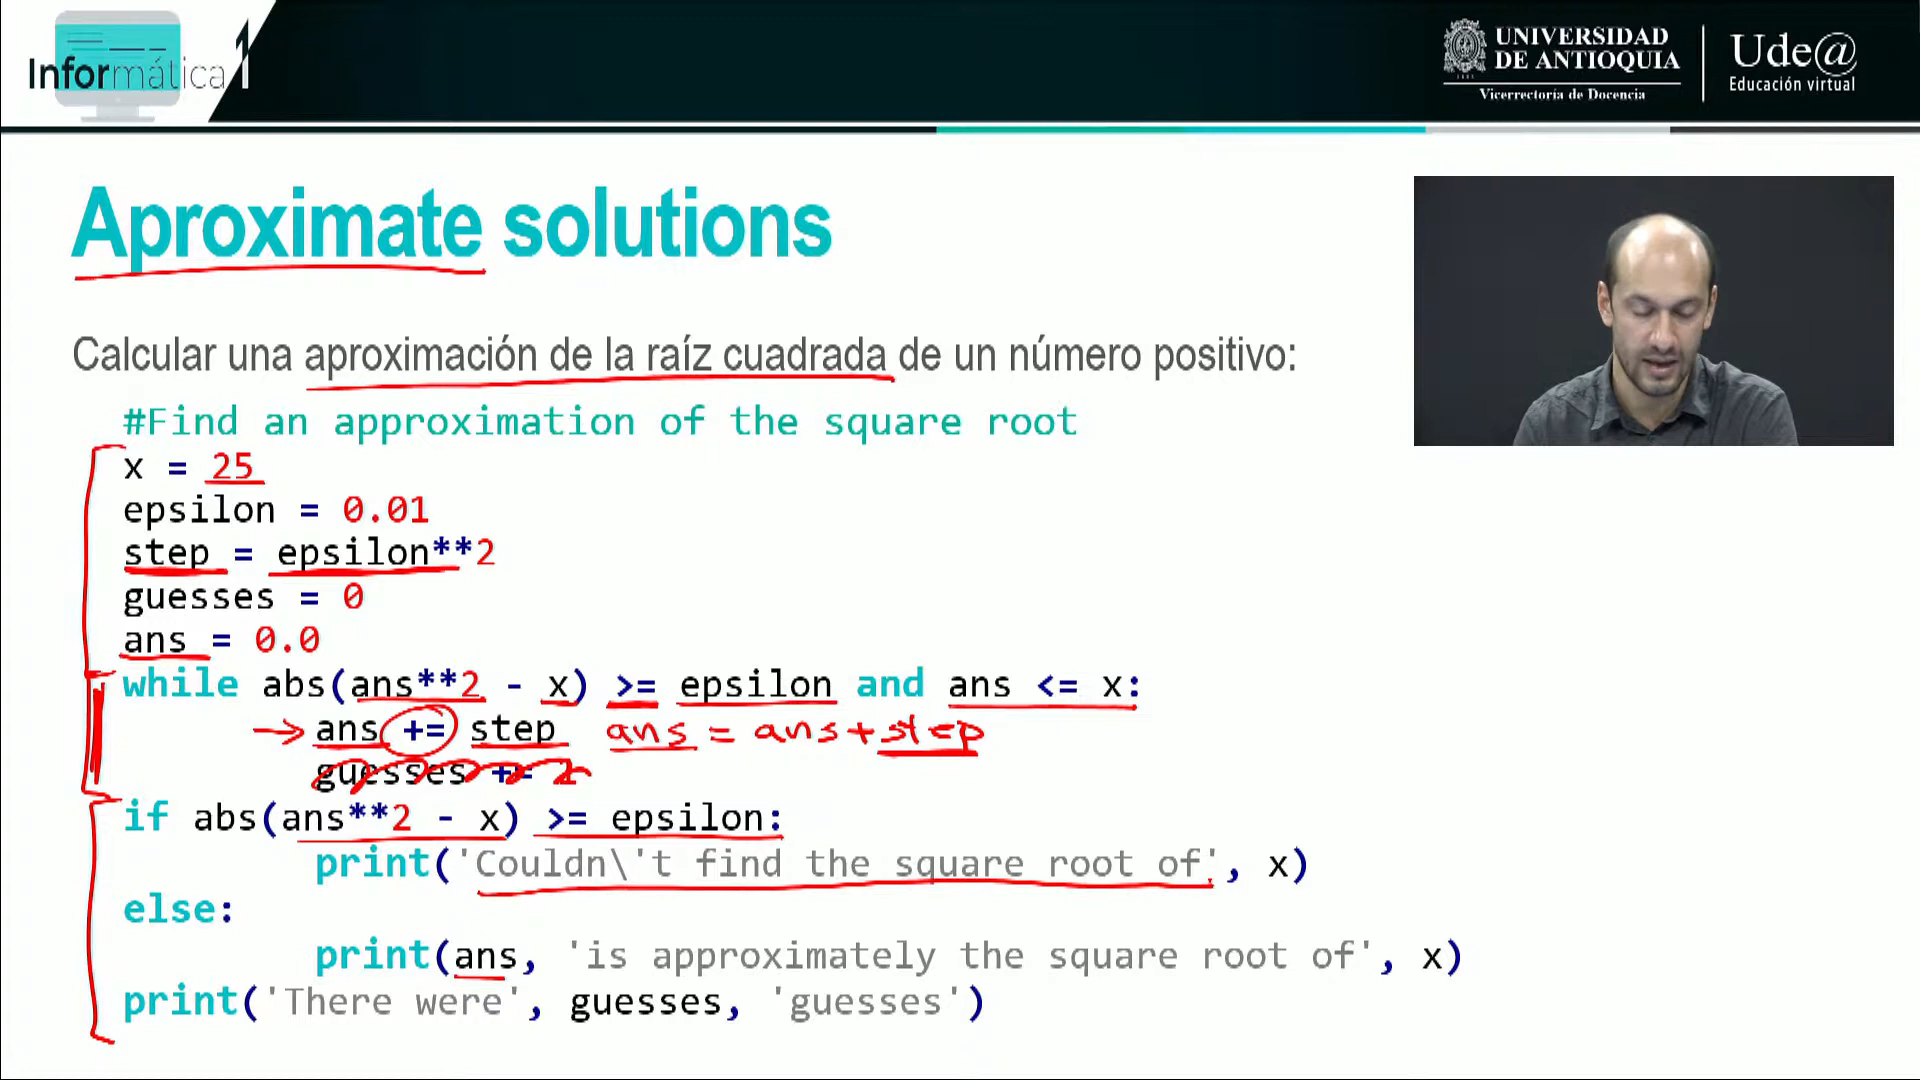 Informática 1
UNIVERSIDAD
DE ANTIOQUIA
Vicerrectoría de Docencia
Ude@
Educación virtual
Aproximate solutions
Calcular una aproximación de la raíz cuadrada de un número positivo:
#Find an approximation of the square root
x = 25
epsilon = 0.01
step = epsilon**2
guesses = 0
ans = 0.0
while abs(ans**2 - x) >= epsilon and ans <= x:
ans += step ans = ans+step
guesses +=
if abs(ans**2 - x) >= epsilon:
print('Couldn\'t find the square root of', x)
else:
print(ans, 'is approximately the square root of', x)
print('There were', guesses, 'guesses')